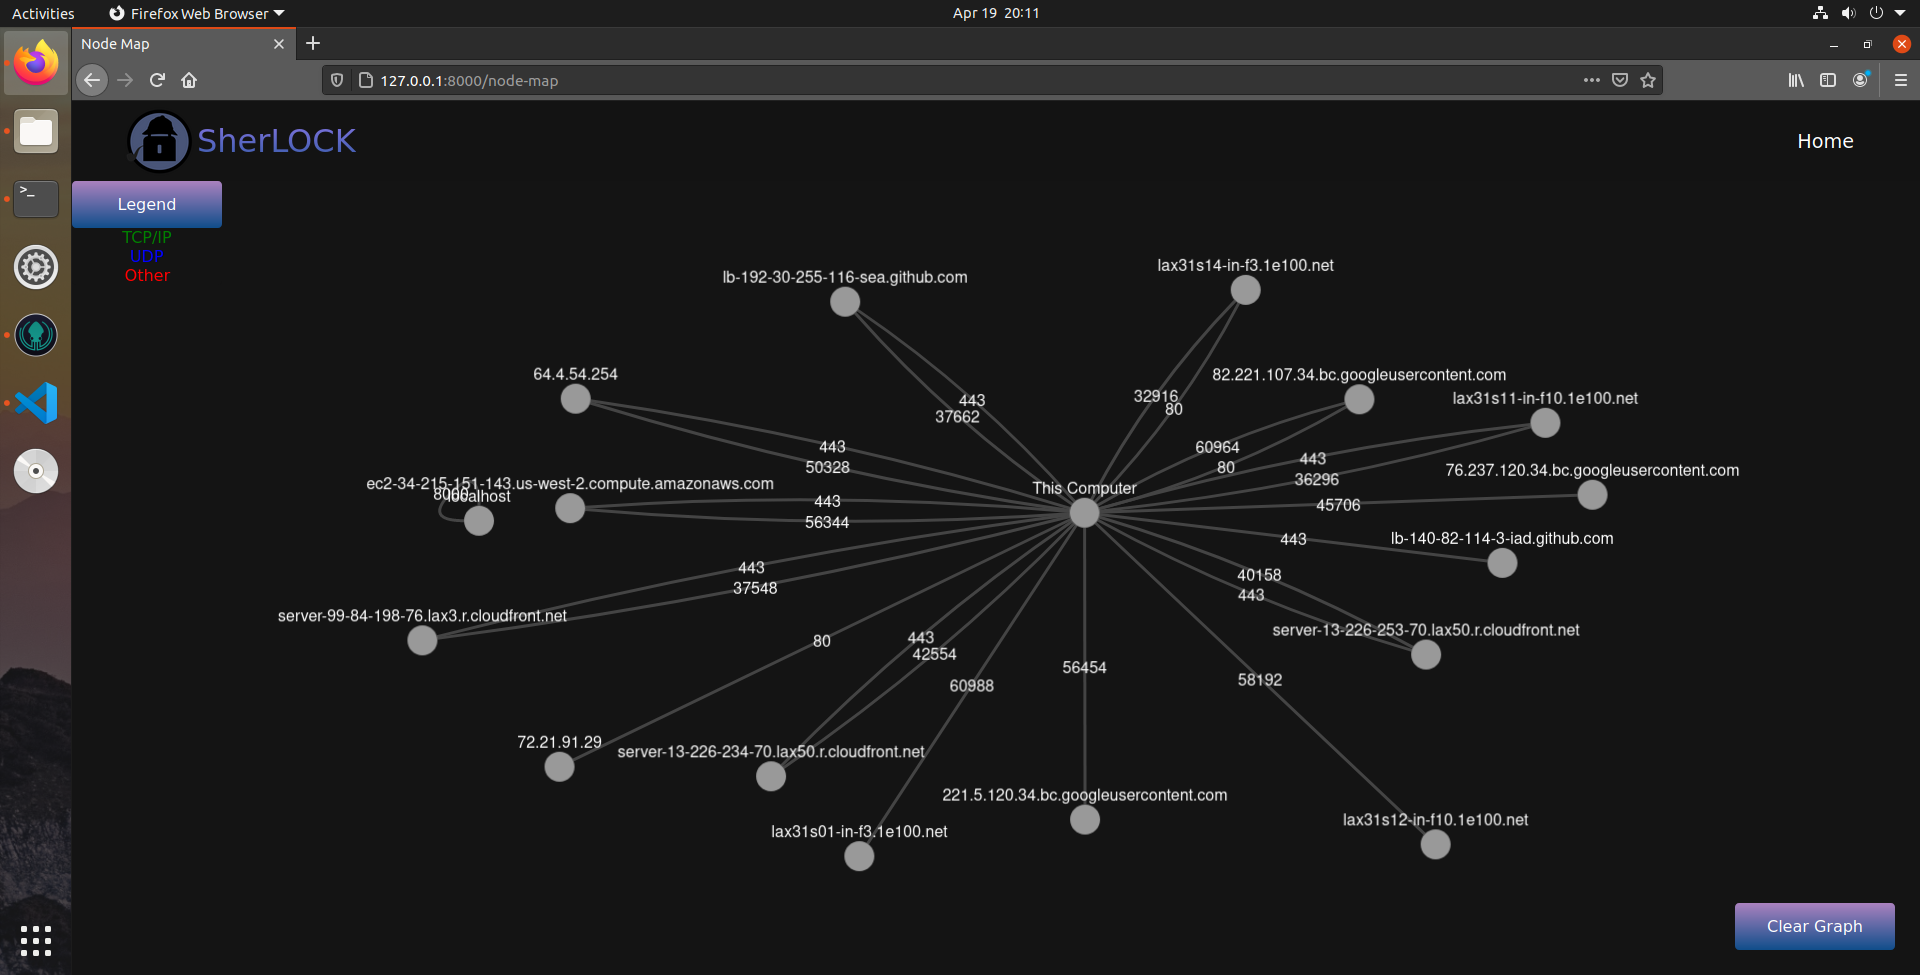 Activities
Firefox Web Browser
Apr 19 20:11
Node Map
127.0.0.1:8000/node-map
SherLOCK
Home
Legend
TCP/IP
UDP
Other
lb-192-30-255-116-sea.github.com
lax31s14-in-f3.1e100.net
64.4.54.254
82.221.107.34.bc.googleusercontent.com
lax31s11-in-f10.1e100.net
443
37662
32916
80
443
50328
60964
80
443
36296
76.237.120.34.bc.googleusercontent.com
ec2-34-215-151-143.us-west-2.compute.amazonaws.com
8000
localhost
This Computer
443
56344
45706
lb-140-82-114-3-iad.github.com
443
443
37548
40158
443
server-99-84-198-76.lax3.r.cloudfront.net
server-13-226-253-70.lax50.r.cloudfront.net
80
443
42554
60988
56454
58192
72.21.91.29
server-13-226-234-70.lax50.r.cloudfront.net
221.5.120.34.bc.googleusercontent.com
lax31s01-in-f3.1e100.net
lax31s12-in-f10.1e100.net
Clear Graph